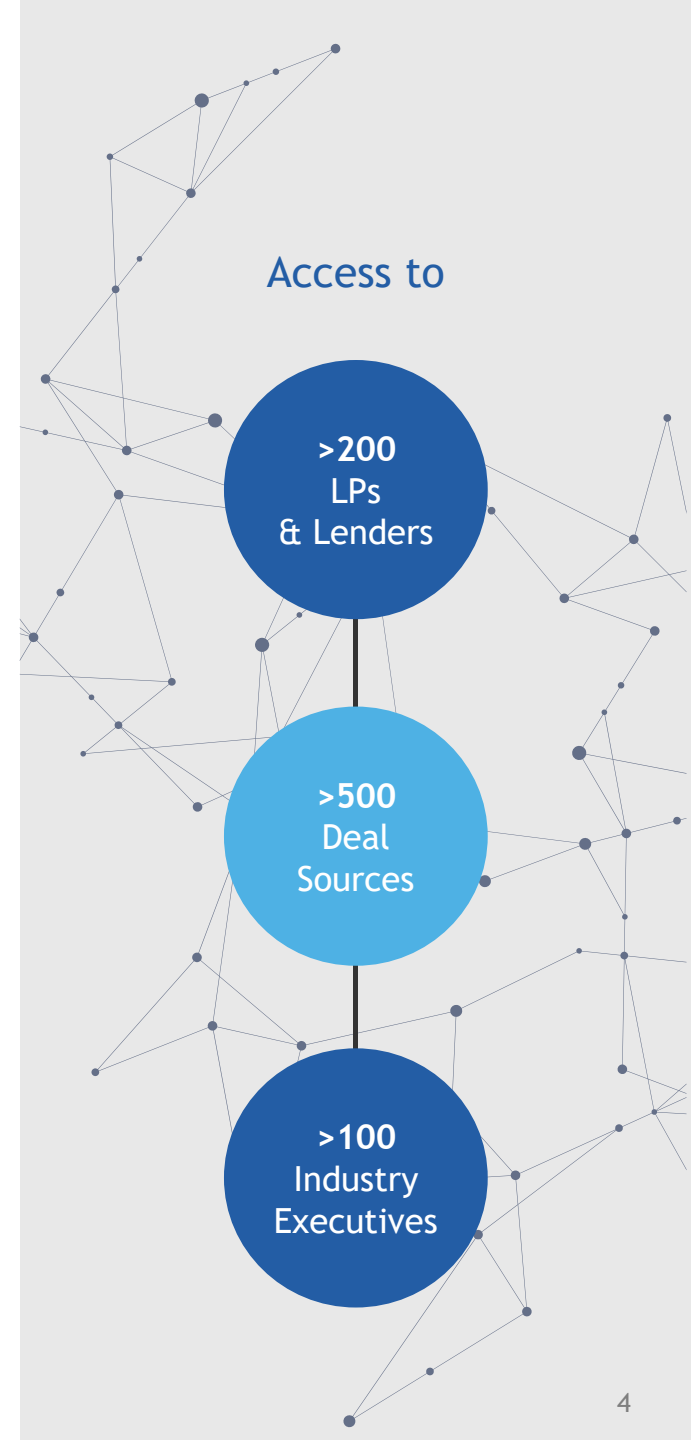 Access to
>200
LPs
& Lenders
>500
Deal
Sources
>100
Industry
Executives
4